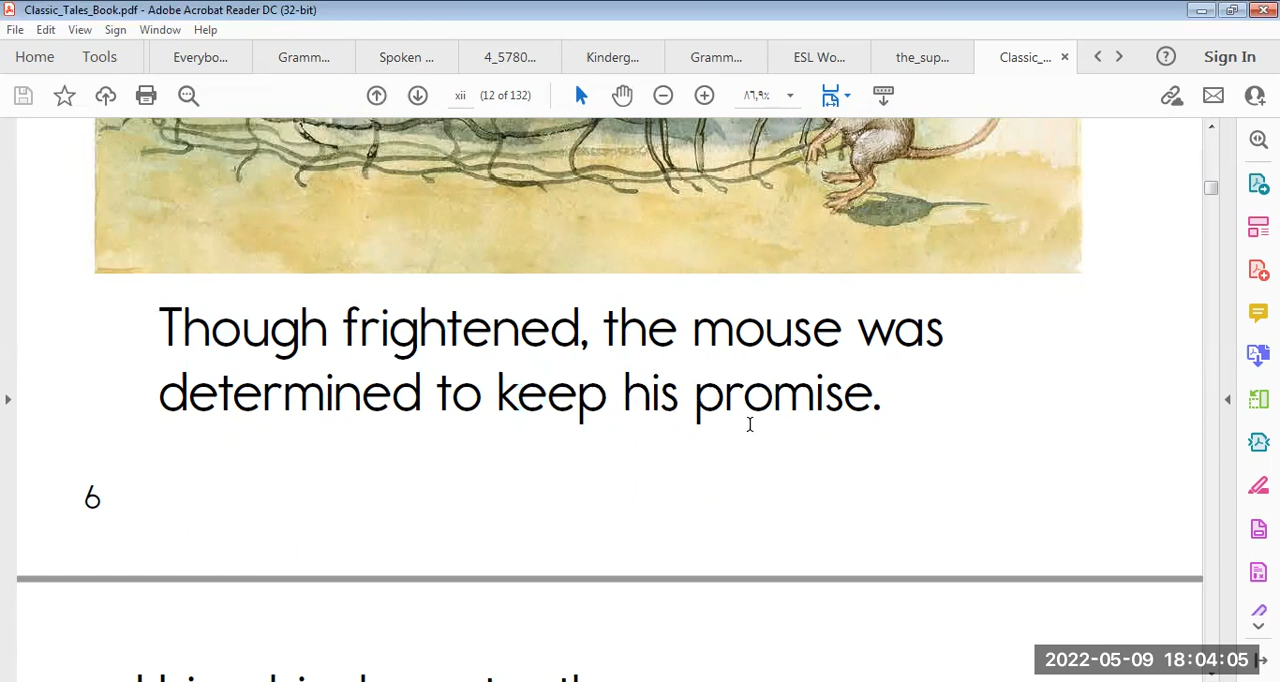 Classic_Tales_Book.pdf - Adobe Acrobat Reader DC (32-bit)
File Edit View Sign Window Help
Home Tools Everybo... Gramm... Spoken ... 4_5780... Kinderg... Gramm... ESL Wo... the_sup... Classic_... Sign In
xii (12 of 132) ٨٦,٩%
Though frightened, the mouse was
determined to keep his promise.
6
2022-05-09 18:04:05